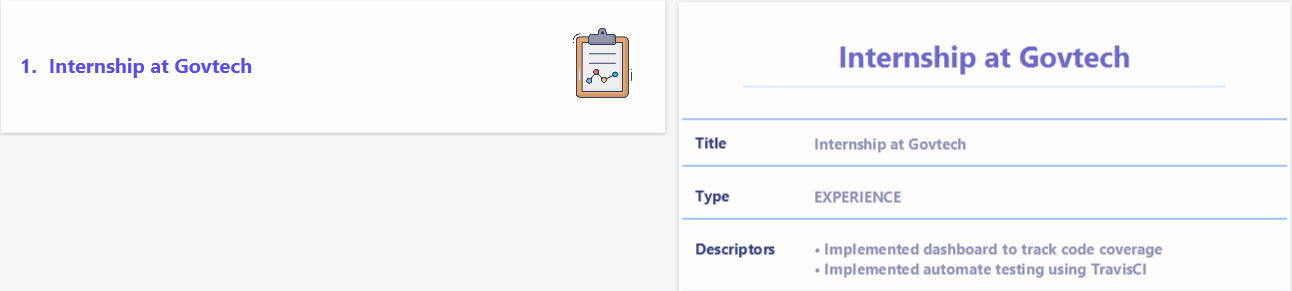 1. Internship at Govtech
Internship at Govtech
Title Internship at Govtech
Type EXPERIENCE
Descriptors • Implemented dashboard to track code coverage
• Implemented automate testing using TravisCI